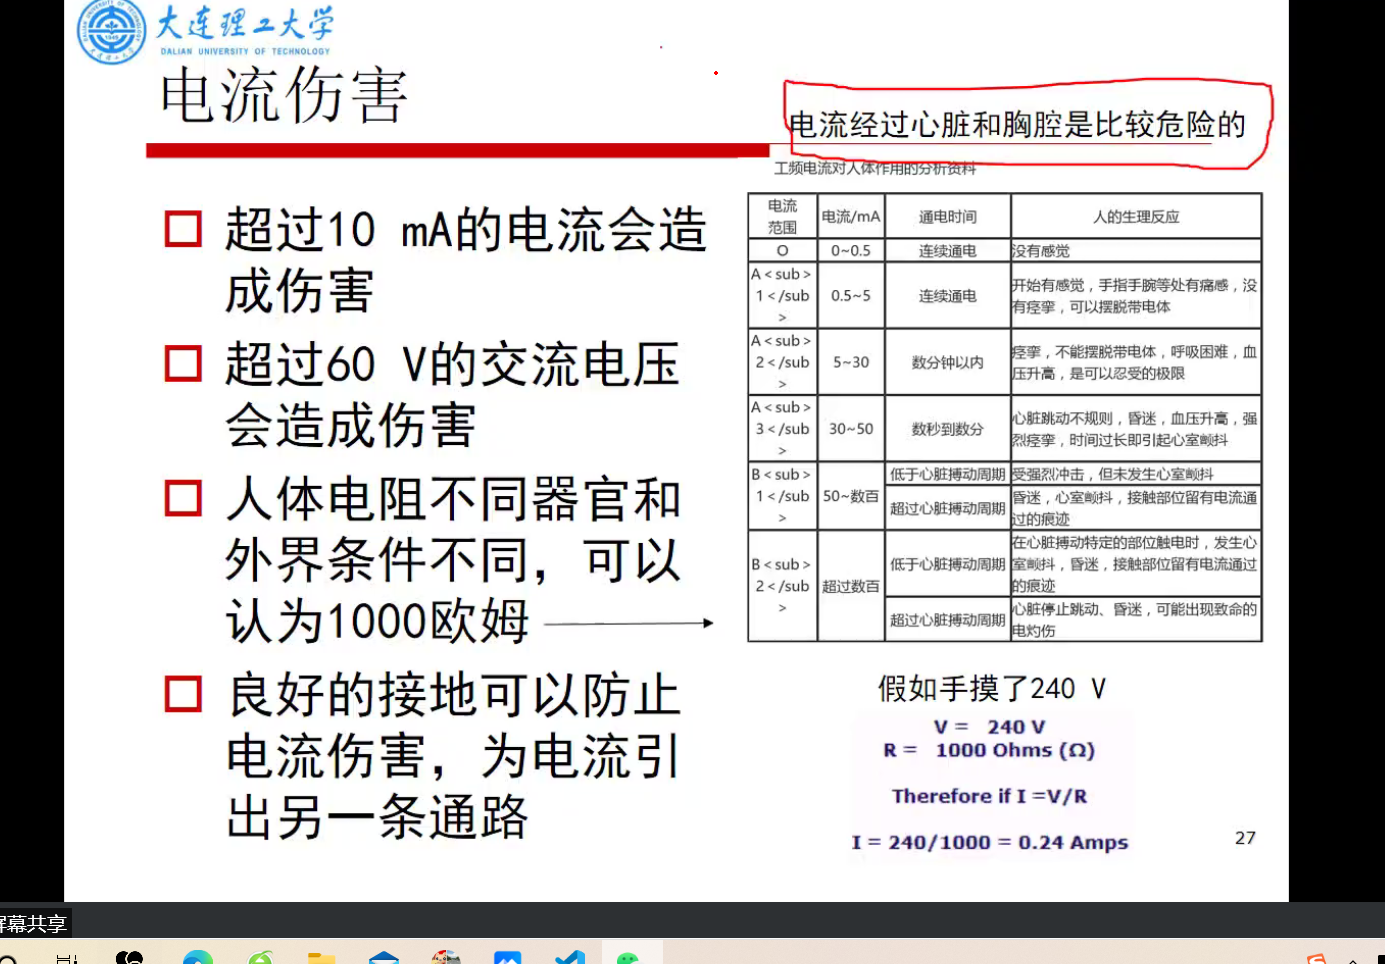 大连理工大学
DALIAN UNIVERSITY OF TECHNOLOGY
电流伤害
电流经过心脏和胸腔是比较危险的
超过10 mA的电流会造
成伤害
超过60 V的交流电压
会造成伤害
人体电阻不同器官和
外界条件不同，可以
认为1000欧姆
良好的接地可以防止
电流伤害，为电流引
出另一条通路
工频电流对人体作用的分析资料
电流
范围
电流/mA
通电时间
人的生理反应
O
0~0.5
连续通电
没有感觉
A<sub>
1</sub
>
0.5~5
连续通电
开始有感觉，手指手腕等处有痛感，没
有痉挛，可以摆脱带电体
A<sub>
2</sub
>
5~30
数分钟以内
痉挛，不能摆脱带电体，呼吸困难，血
压升高，是可以忍受的极限
A<sub>
3</sub
>
30~50
数秒到数分
心脏跳动不规则，昏迷，血压升高，强
烈痉挛，时间过长即引起心室颤抖
B<sub>
1</sub
>
50~数百
低于心脏搏动周期
受强烈冲击，但未发生心室颤抖
超过心脏搏动周期
昏迷，心室颤抖，接触部位留有电流通
过的痕迹
B<sub>
2</sub
>
超过数百
低于心脏搏动周期
在心脏搏动特定的部位触电时，发生心
室颤抖，昏迷，接触部位留有电流通过
的痕迹
超过心脏搏动周期
心脏停止跳动、昏迷，可能出现致命的
电灼伤
假如手摸了240 V
V = 240 V
R = 1000 Ohms (Ω)
Therefore if I =V/R
I = 240/1000 = 0.24 Amps
27
屏幕共享